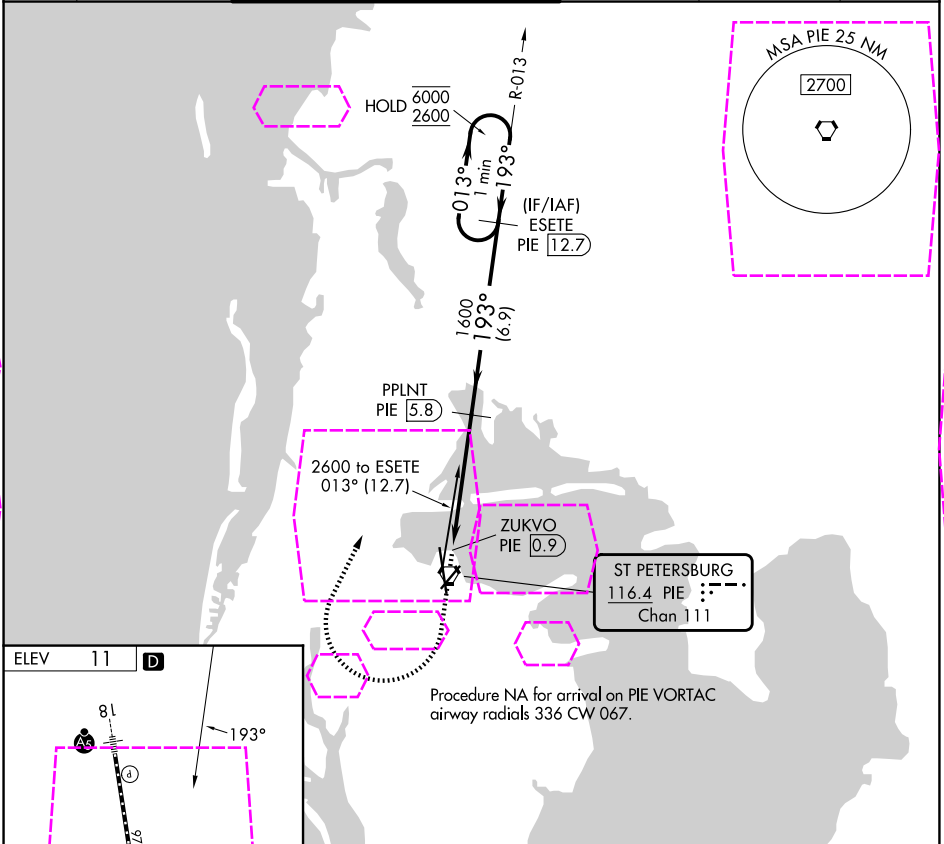 MSA PIE 25 NM
2700
R-013
HOLD 6000
2600
013°
1 min
193°
(IF/IAF)
ESETE
PIE 12.7
1600
193°
(6.9)
PPLNT
PIE 5.8
2600 to ESETE
013° (12.7)
ZUKVO
PIE 0.9
ST PETERSBURG
116.4 PIE
Chan 111
Procedure NA for arrival on PIE VORTAC
airway radials 336 CW 067.
ELEV 11 D
18
193°
A5
P